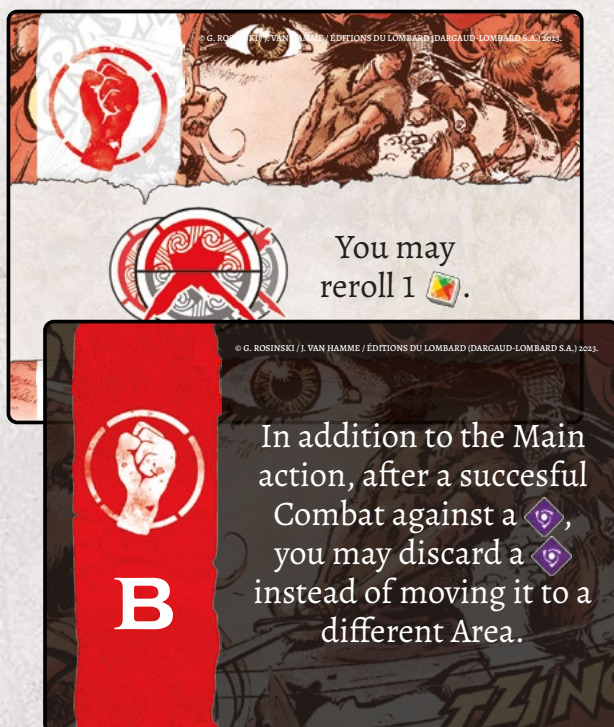 © G. ROSINSKI / J. VAN HAMME / ÉDITIONS DU LOMBARD (DARGAUD-LOMBARD S.A.) 2023.
You may
reroll 1 .
© G. ROSINSKI / J. VAN HAMME / ÉDITIONS DU LOMBARD (DARGAUD-LOMBARD S.A.) 2023.
In addition to the Main
action, after a succesful
Combat against a ,
you may discard a
instead of moving it to a
different Area.
B
TZING